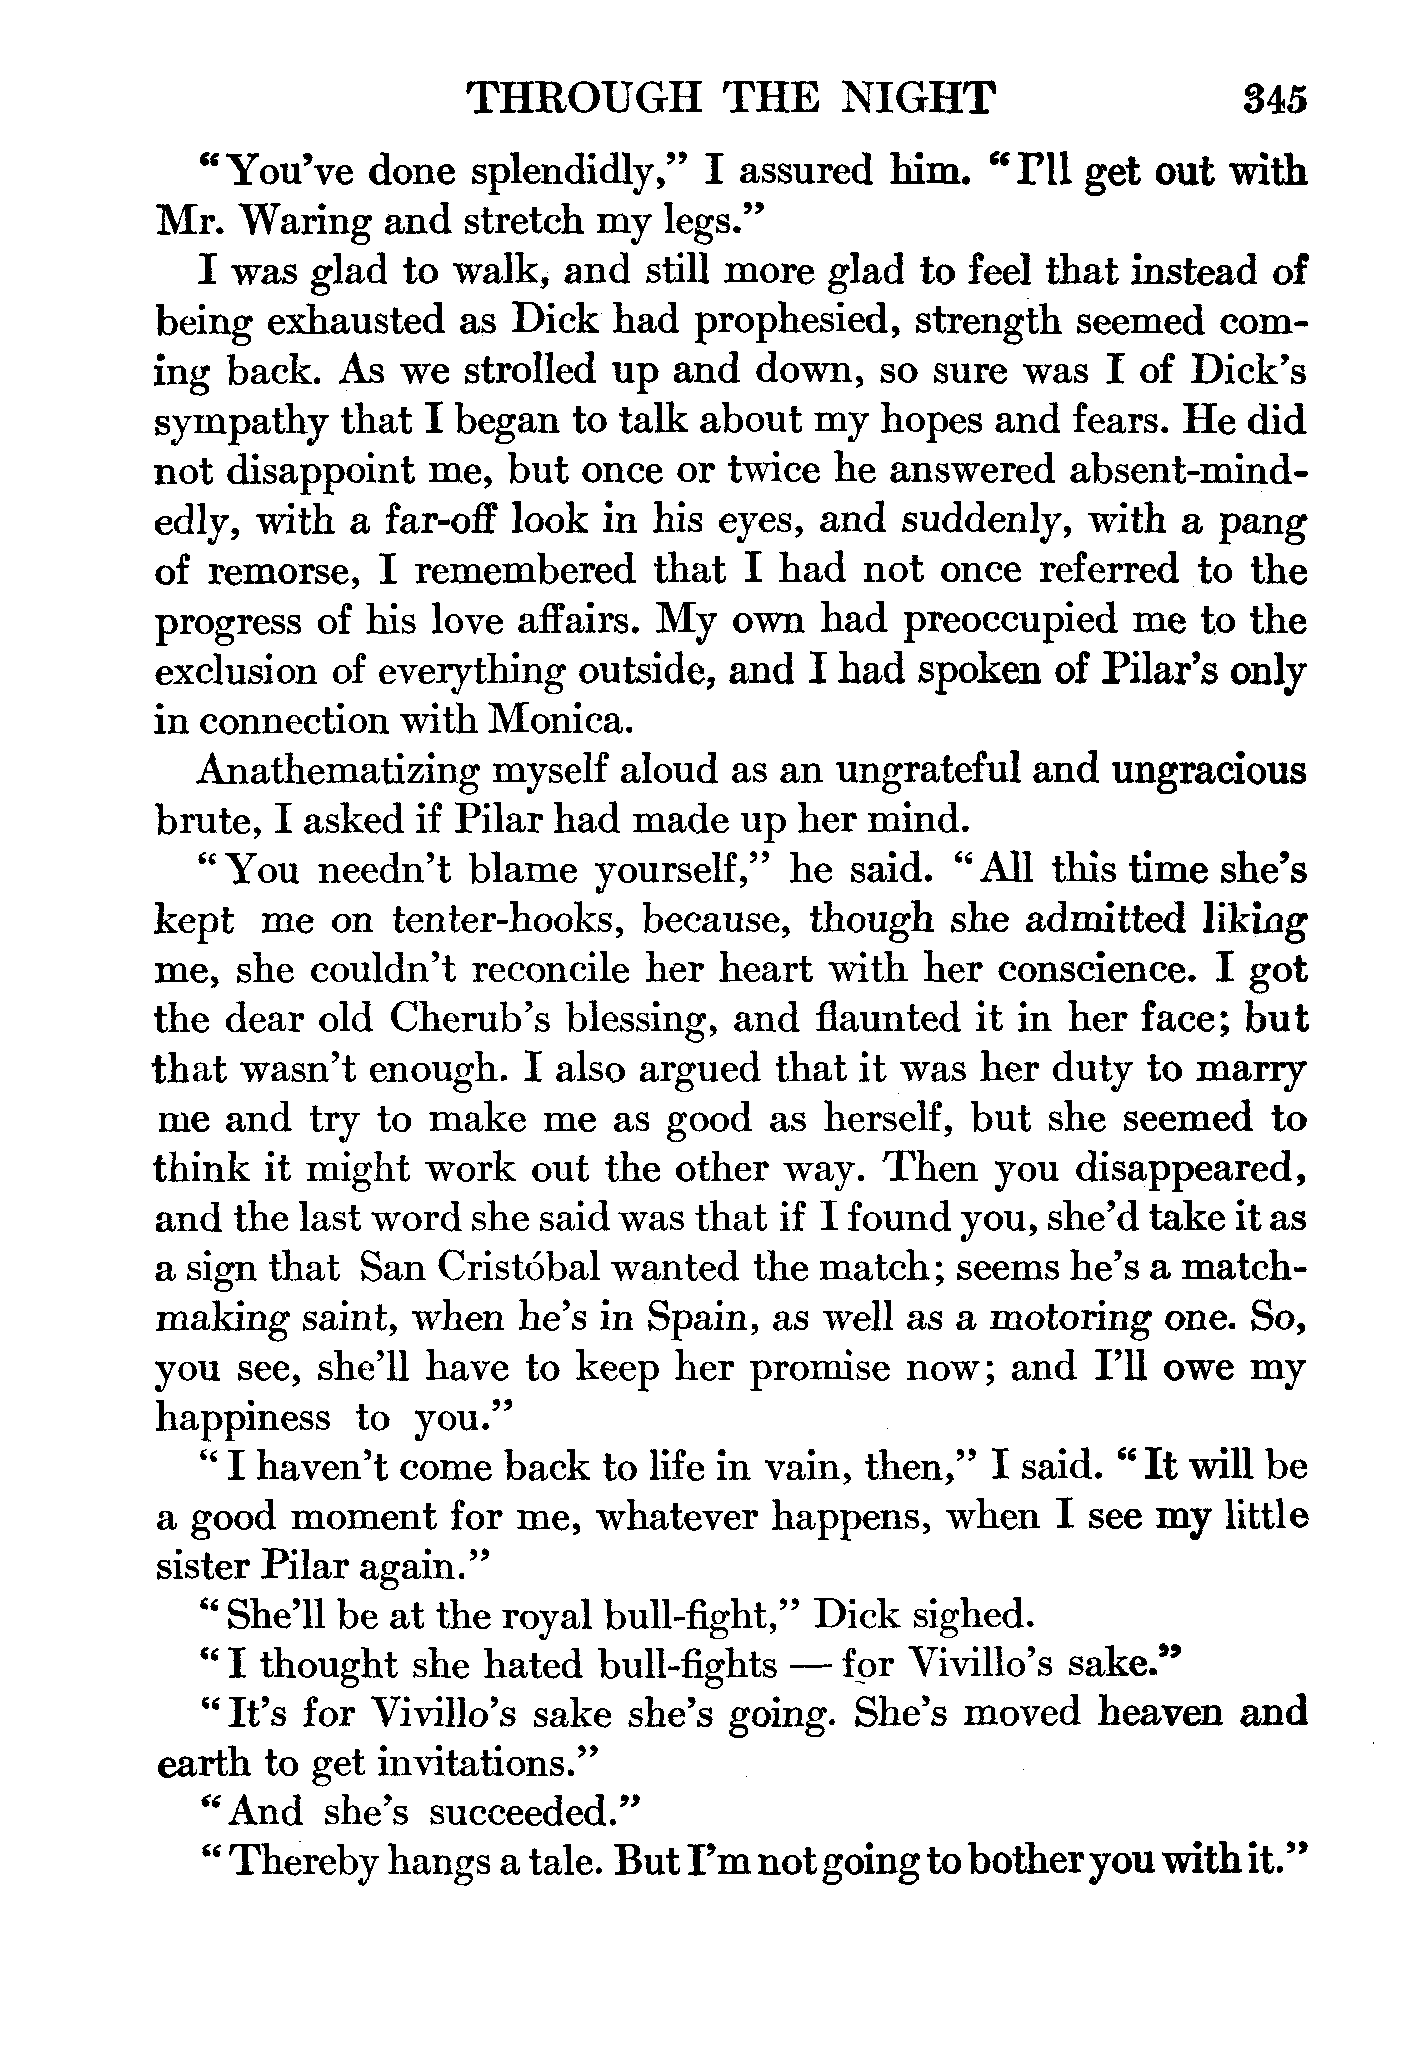 THROUGH THE NIGHT 345
“You’ve done splendidly,” I assured him. “I’ll get out with
Mr. Waring and stretch my legs.”
I was glad to walk, and still more glad to feel that instead of
being exhausted as Dick had prophesied, strength seemed com-
ing back. As we strolled up and down, so sure was I of Dick’s
sympathy that I began to talk about my hopes and fears. He did
not disappoint me, but once or twice he answered absent-mind-
edly, with a far-off look in his eyes, and suddenly, with a pang
of remorse, I remembered that I had not once referred to the
progress of his love affairs. My own had preoccupied me to the
exclusion of everything outside, and I had spoken of Pilar’s only
in connection with Monica.
Anathematizing myself aloud as an ungrateful and ungracious
brute, I asked if Pilar had made up her mind.
“You needn’t blame yourself,” he said. “All this time she’s
kept me on tenter-hooks, because, though she admitted liking
me, she couldn’t reconcile her heart with her conscience. I got
the dear old Cherub’s blessing, and flaunted it in her face; but
that wasn’t enough. I also argued that it was her duty to marry
me and try to make me as good as herself, but she seemed to
think it might work out the other way. Then you disappeared,
and the last word she said was that if I found you, she’d take it as
a sign that San Cristóbal wanted the match; seems he’s a match-
making saint, when he’s in Spain, as well as a motoring one. So,
you see, she’ll have to keep her promise now; and I’ll owe my
happiness to you.”
“I haven’t come back to life in vain, then,” I said. “It will be
a good moment for me, whatever happens, when I see my little
sister Pilar again.”
“She’ll be at the royal bull-fight,” Dick sighed.
“I thought she hated bull-fights — for Vivillo’s sake.”
“It’s for Vivillo’s sake she’s going. She’s moved heaven and
earth to get invitations.”
“And she’s succeeded.”
“Thereby hangs a tale. But I’m not going to bother you with it.”